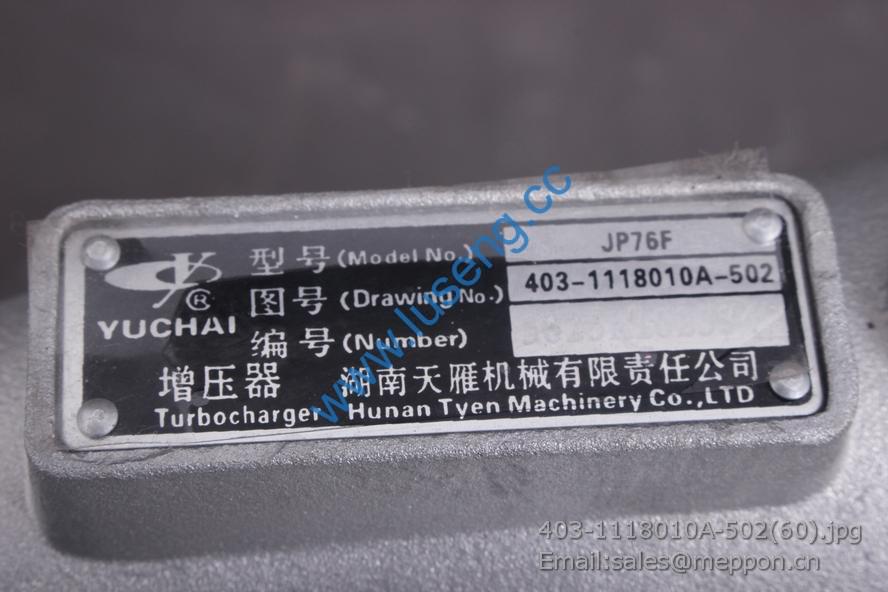 型号(Model No.) JP76F
图号(Drawing No.) 403-1118010A-502
® YUCHAI
编号(Number)
增压器 湖南天雁机械有限责任公司
Turbocharger Hunan Tyen Machinery Co.,LTD
www.luseng.cc
403-1118010A-502(60).jpg
Email:sales@meppon.cn